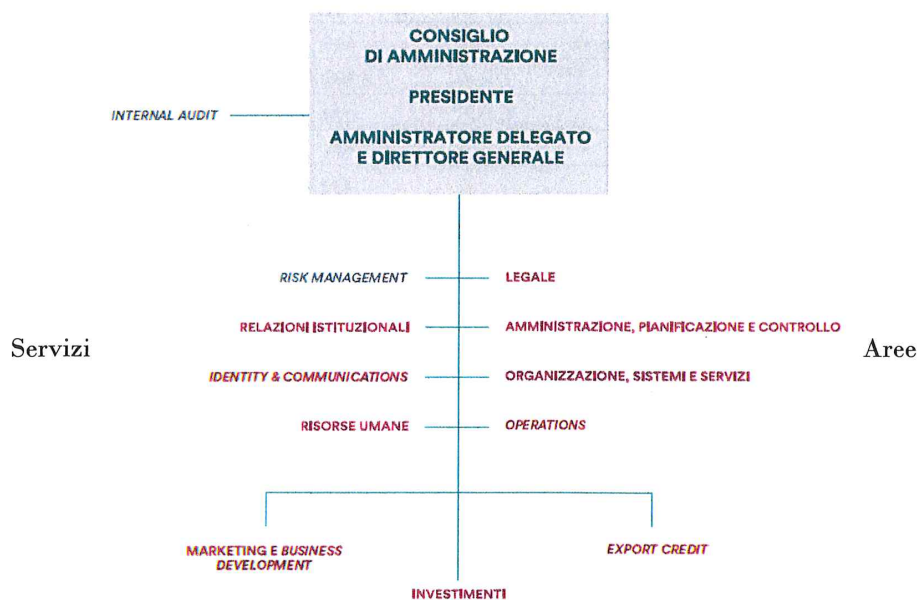 CONSIGLIO
DI AMMINISTRAZIONE
PRESIDENTE
INTERNAL AUDIT
AMMINISTRATORE DELEGATO
E DIRETTORE GENERALE
RISK MANAGEMENT
LEGALE
RELAZIONI ISTITUZIONALI
AMMINISTRAZIONE, PIANIFICAZIONE E CONTROLLO
Servizi
Aree
IDENTITY & COMMUNICATIONS
ORGANIZZAZIONE, SISTEMI E SERVIZI
RISORSE UMANE
OPERATIONS
MARKETING E BUSINESS
DEVELOPMENT
EXPORT CREDIT
INVESTIMENTI